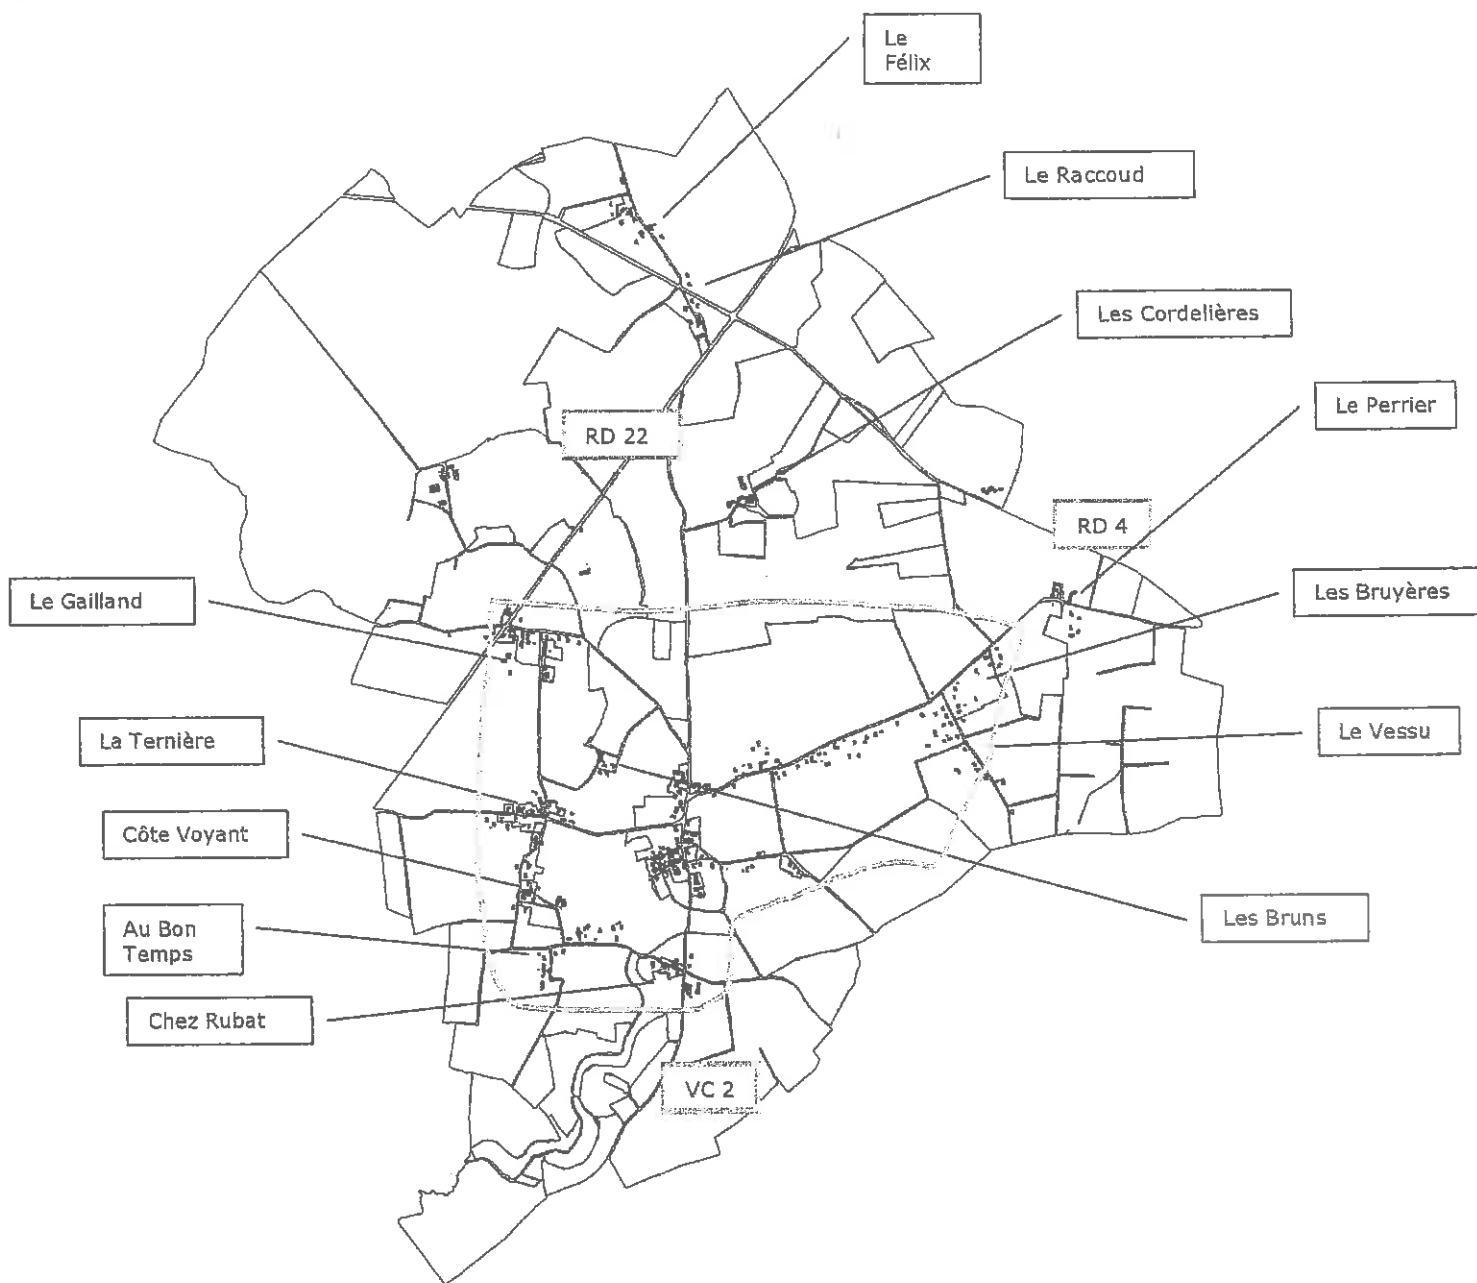 Le
Félix
Le Raccoud
Les Cordelières
Le Perrier
RD 22
RD 4
Le Gailland
Les Bruyères
La Ternière
Le Vessu
Côte Voyant
Les Bruns
Au Bon
Temps
Chez Rubat
VC 2